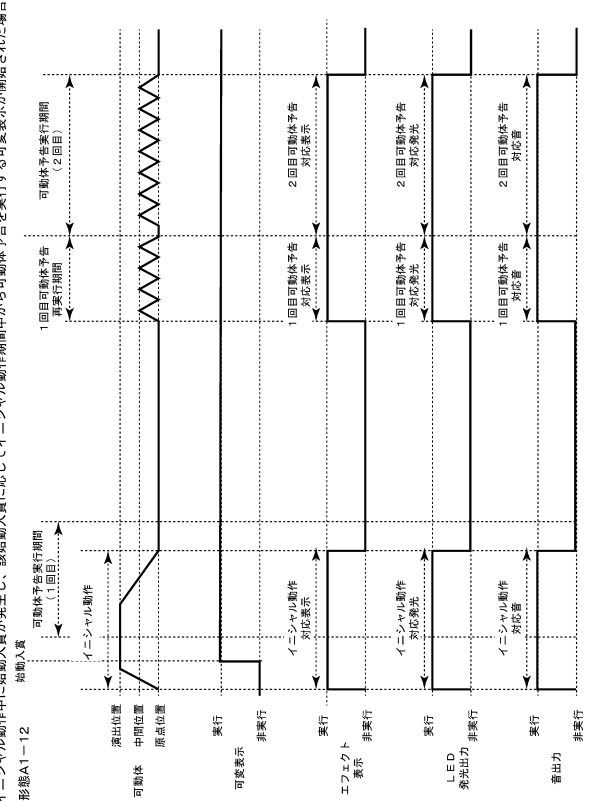 イニシャル動作中に始動入賞が発生し、該始動入賞に応じてイニシャル動作期間中から可動体予告を実行する可変表示が開始された場合
形態A1-12
始動入賞
可動体予告実行期間
(1回目)
1回目可動体予告
再実行期間
可動体予告実行期間
(2回目)
イニシャル動作
可動体
演出位置
中間位置
原点位置
可変表示
実行
非実行
エフェクト
表示
実行
非実行
イニシャル動作
対応表示
1回目可動体予告
対応表示
2回目可動体予告
対応表示
LED
発光出力
実行
非実行
イニシャル動作
対応発光
1回目可動体予告
対応発光
2回目可動体予告
対応発光
音出力
実行
非実行
イニシャル動作
対応音
1回目可動体予告
対応音
2回目可動体予告
対応音